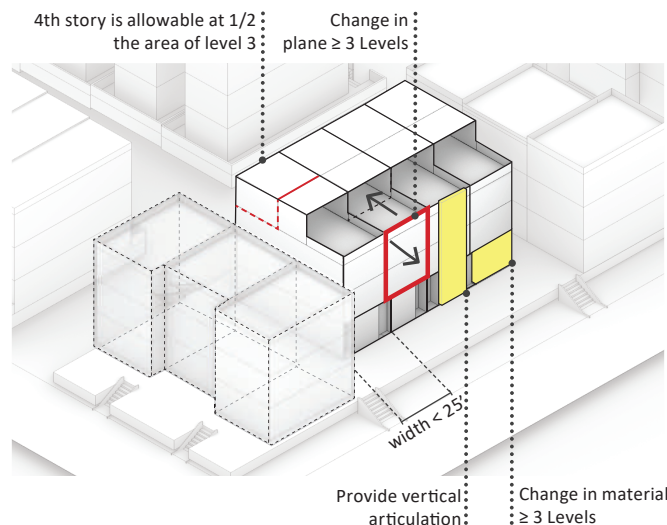 4th story is allowable at 1/2
the area of level 3
Change in
plane ≥ 3 Levels
width < 25'
Provide vertical
articulation
Change in material
≥ 3 Levels